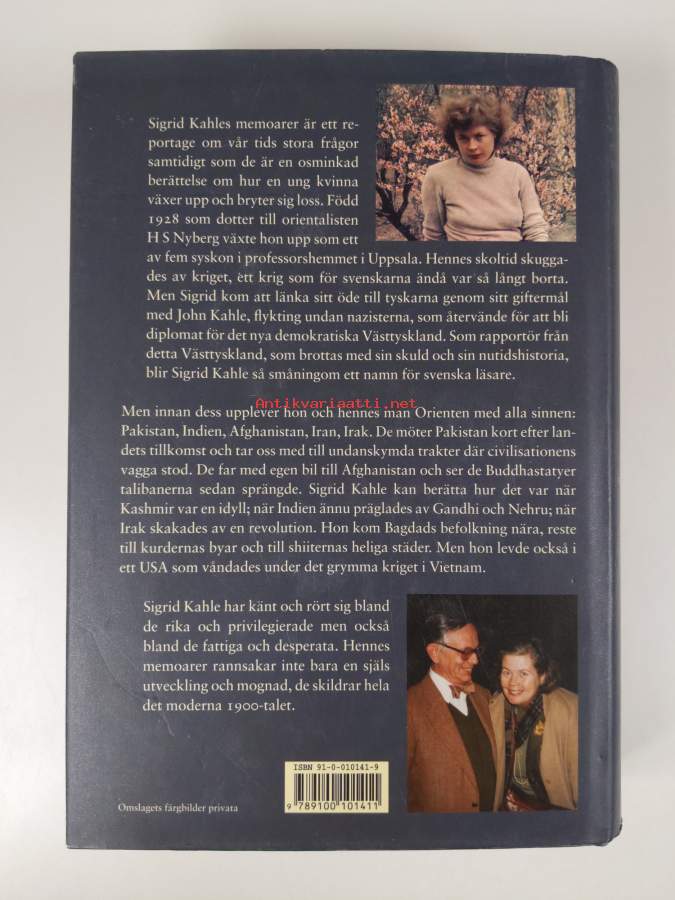 Sigrid Kahles memoarer är ett re-
portage om vår tids stora frågor
samtidigt som de är en osminkad
berättelse om hur en ung kvinna
växer upp och bryter sig loss. Född
1928 som dotter till orientalisten
H S Nyberg växte hon upp som ett
av fem syskon i professorshemmet i Uppsala. Hennes skoltid skugga-
des av kriget, ett krig som för svenskarna ändå var så långt borta.
Men Sigrid kom att länka sitt öde till tyskarna genom sitt giftermål
med John Kahle, flykting undan nazisterna, som återvände för att bli
diplomat för det nya demokratiska Västtyskland. Som rapportör från
detta Västtyskland, som brottas med sin skuld och sin nutidshistoria,
blir Sigrid Kahle så småningom ett namn för svenska läsare.
Antikvariaatti.net
Men innan dess upplever hon och hennes man Orienten med alla sinnen:
Pakistan, Indien, Afghanistan, Iran, Irak. De möter Pakistan kort efter lan-
dets tillkomst och tar oss med till undanskymda trakter där civilisationens
vagga stod. De far med egen bil till Afghanistan och ser de Buddhastatyer
talibanerna sedan sprängde. Sigrid Kahle kan berätta hur det var när
Kashmir var en idyll; när Indien ännu präglades av Gandhi och Nehru; när
Irak skakades av en revolution. Hon kom Bagdads befolkning nära, reste
till kurdernas byar och till shiiternas heliga städer. Men hon levde också i
ett USA som våndades under det grymma kriget i Vietnam.
Sigrid Kahle har känt och rört sig bland
de rika och privilegierade men också
bland de fattiga och desperata. Hennes
memoarer rannsakar inte bara en själs
utveckling och mognad, de skildrar hela
det moderna 1900-talet.
ISBN 91-0-010141-9
9 789100 101411
Omslagets färgbilder privata